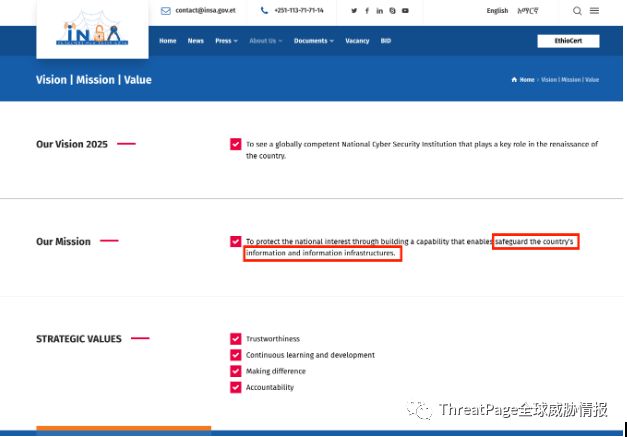 contact@insa.gov.et
+251-113-71-71-14
English
አማርኛ
INSA
Home
News
Press
About Us
Documents
Vacancy
BID
EthioCert
Vision | Mission | Value
Home › Vision | Mission | Value
Our Vision 2025
To see a globally competent National Cyber Security Institution that plays a key role in the renaissance of
the country.
Our Mission
To protect the national interest through building a capability that enables safeguard the country's
information and information infrastructures.
STRATEGIC VALUES
Trustworthiness
Continuous learning and development
Making difference
Accountability
ThreatPage全球威胁情报